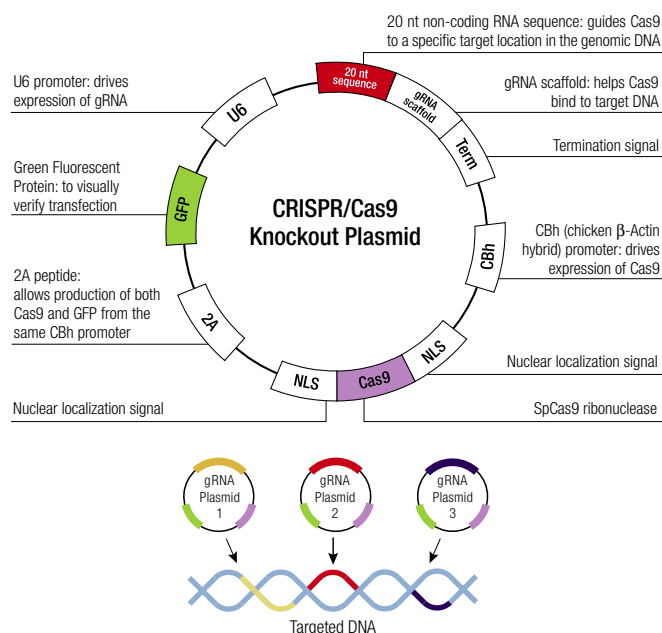 20 nt non-coding RNA sequence: guides Cas9
to a specific target location in the genomic DNA
U6 promoter: drives
expression of gRNA
gRNA scaffold: helps Cas9
bind to target DNA
Termination signal
Green Fluorescent
Protein: to visually
verify transfection
CBh (chicken β-Actin
hybrid) promoter: drives
expression of Cas9
2A peptide:
allows production of both
Cas9 and GFP from the
same CBh promoter
Nuclear localization signal
Nuclear localization signal
SpCas9 ribonuclease
CRISPR/Cas9
Knockout Plasmid
20 nt
sequence
gRNA
scaffold
Term
CBh
NLS
Cas9
NLS
2A
GFP
U6
gRNA
Plasmid
1
gRNA
Plasmid
2
gRNA
Plasmid
3
Targeted DNA